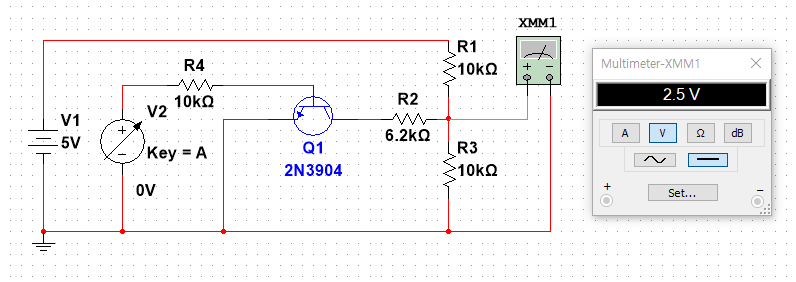 XMM1
R1
10kΩ
R4
10kΩ
V1
5V
V2
Key = A
0V
Q1
2N3904
R2
6.2kΩ
R3
10kΩ
+ −
Multimeter-XMM1
2.5 V
A V Ω dB
+ Set... −